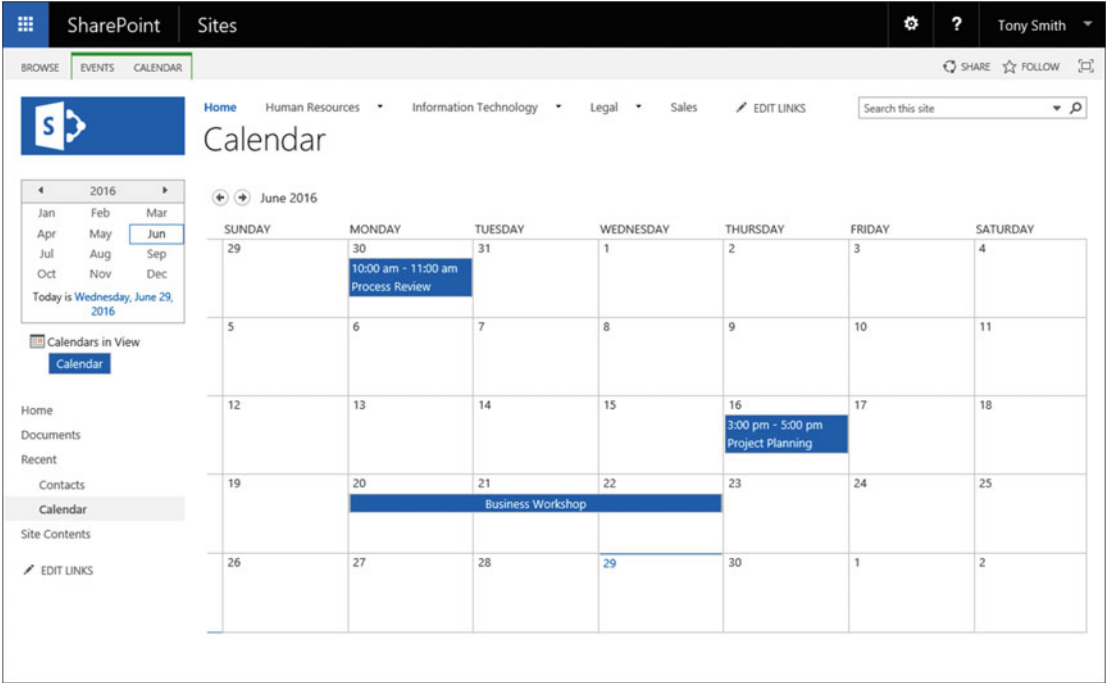 SharePoint Sites ? Tony Smith
BROWSE EVENTS CALENDAR SHARE FOLLOW
S
Home Human Resources Information Technology Legal Sales EDIT LINKS Search this site
Calendar
2016
Jan Feb Mar
Apr May Jun
Jul Aug Sep
Oct Nov Dec
Today is Wednesday, June 29,
2016
Calendars in View
Calendar
Home
Documents
Recent
Contacts
Calendar
Site Contents
EDIT LINKS
June 2016
SUNDAY MONDAY TUESDAY WEDNESDAY THURSDAY FRIDAY SATURDAY
29 30 31 1 2 3 4
10:00 am - 11:00 am
Process Review
5 6 7 8 9 10 11
12 13 14 15 16 17 18
3:00 pm - 5:00 pm
Project Planning
19 20 21 22 23 24 25
Business Workshop
26 27 28 29 30 1 2